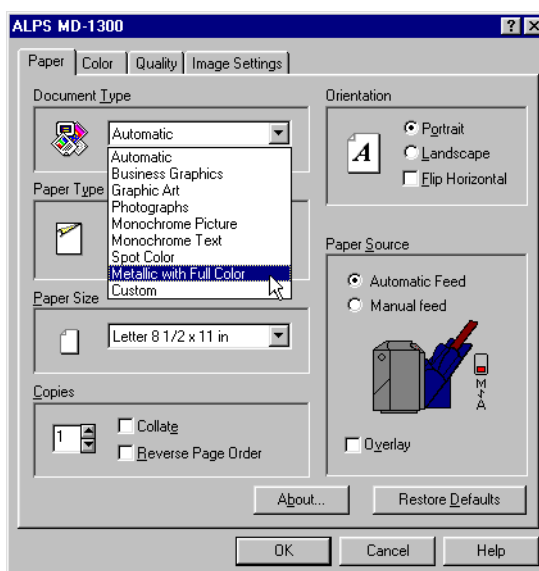 ALPS MD-1300
Paper Color Quality Image Settings
Document Type
Automatic
Automatic
Business Graphics
Graphic Art
Photographs
Monochrome Picture
Monochrome Text
Spot Color
Metallic with Full Color
Custom
Paper Type
Paper Size
Letter 8 1/2 x 11 in
Copies
1
Collate
Reverse Page Order
Orientation
A
Portrait
Landscape
Flip Horizontal
Paper Source
Automatic Feed
Manual feed
M
A
Overlay
About... Restore Defaults
OK Cancel Help